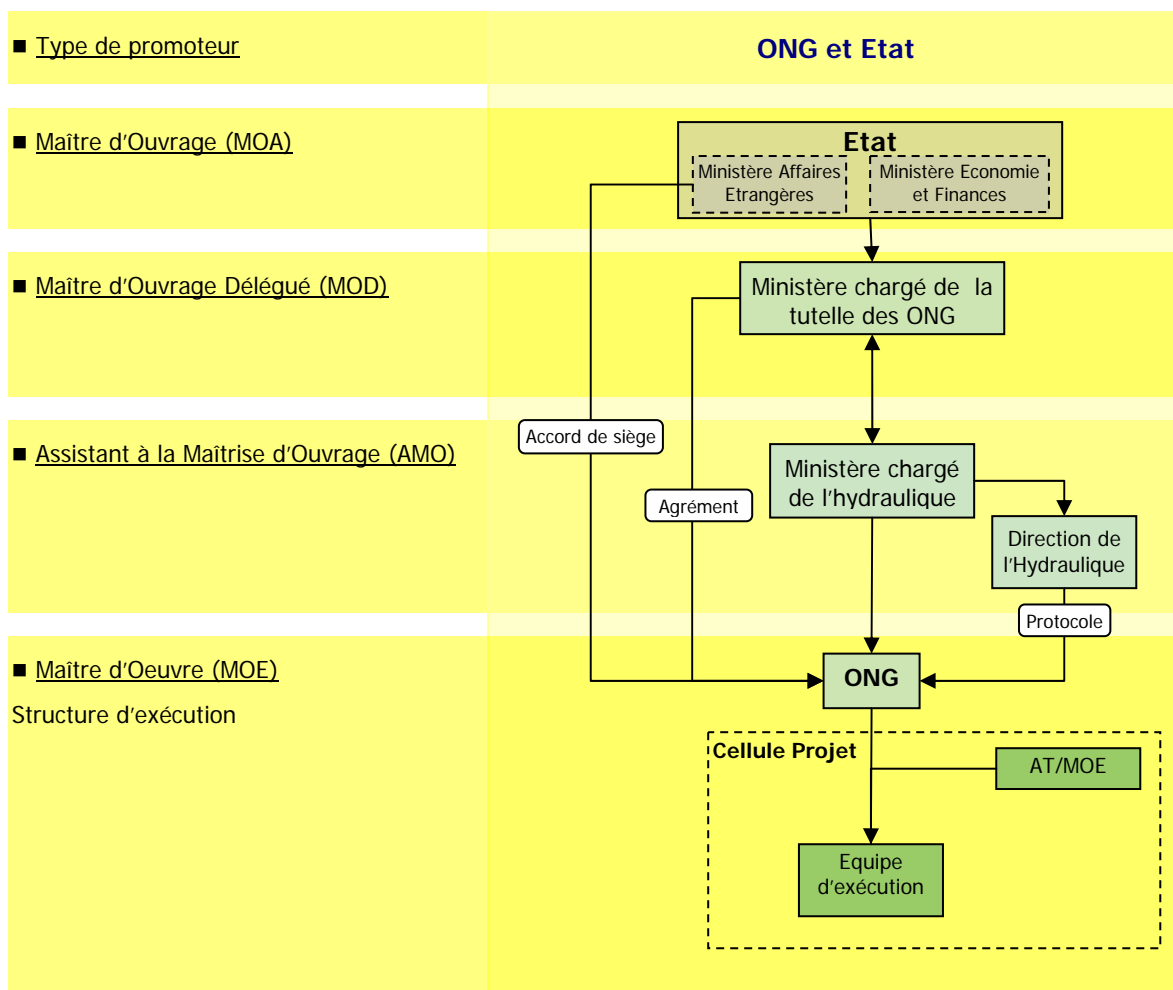 ■ Type de promoteur
ONG et Etat
■ Maître d'Ouvrage (MOA)
Etat
Ministère Affaires
Etrangères
Ministère Economie
et Finances
■ Maître d'Ouvrage Délégué (MOD)
Ministère chargé de la
tutelle des ONG
■ Assistant à la Maîtrise d'Ouvrage (AMO)
Accord de siège
Agrément
Ministère chargé
de l'hydraulique
Direction de
l'Hydraulique
Protocole
■ Maître d'Oeuvre (MOE)
Structure d'exécution
ONG
Cellule Projet
AT/MOE
Equipe
d'exécution